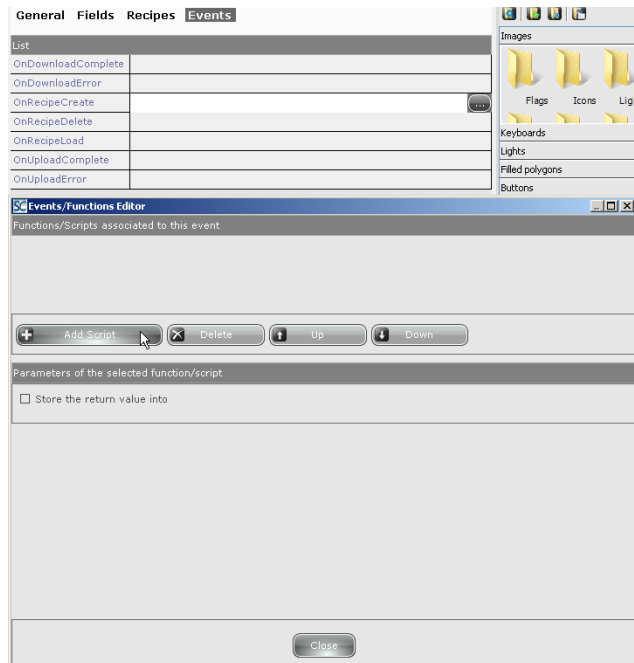 General Fields Recipes Events
List
OnDownloadComplete
OnDownloadError
OnRecipeCreate ...
OnRecipeDelete
OnRecipeLoad
OnUploadComplete
OnUploadError
Images
Flags Icons Lig
Keyboards
Lights
Filled polygons
Buttons
SC Events/Functions Editor
Functions/Scripts associated to this event
Add Script Delete Up Down
Parameters of the selected function/script
Store the return value into
Close